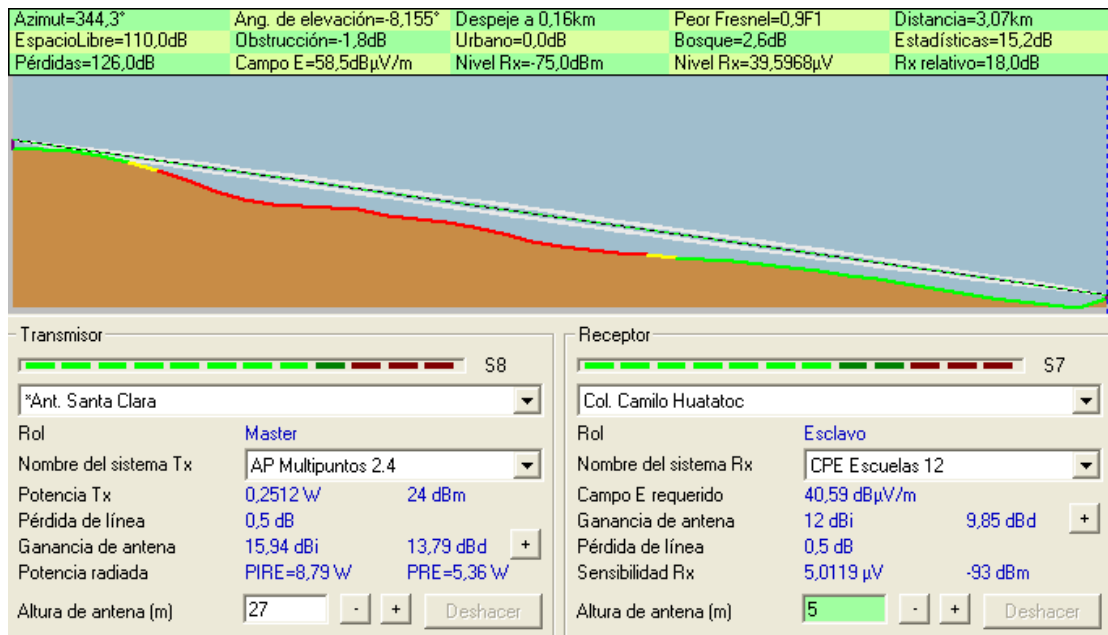 Azimut=344,3° Ang. de elevación=-8,155° Despeje a 0,16km Peor Fresnel=0,9F1 Distancia=3,07km
EspacioLibre=110,0dB Obstrucción=-1,8dB Urbano=0,0dB Bosque=2,6dB Estadísticas=15,2dB
Pérdidas=126,0dB Campo E=58,5dBµV/m Nivel Rx=-75,0dBm Nivel Rx=39,5968µV Rx relativo=18,0dB
Transmisor
S8
*Ant. Santa Clara
Rol Master
Nombre del sistema Tx AP Multipuntos 2.4
Potencia Tx 0,2512 W 24 dBm
Pérdida de línea 0,5 dB
Ganancia de antena 15,94 dBi 13,79 dBd +
Potencia radiada PIRE=8,79 W PRE=5,36 W
Altura de antena (m) 27 - + Deshacer
Receptor
S7
Col. Camilo Huatatoc
Rol Esclavo
Nombre del sistema Rx CPE Escuelas 12
Campo E requerido 40,59 dBµV/m
Ganancia de antena 12 dBi 9,85 dBd +
Pérdida de línea 0,5 dB
Sensibilidad Rx 5,0119 µV -93 dBm
Altura de antena (m) 5 - + Deshacer